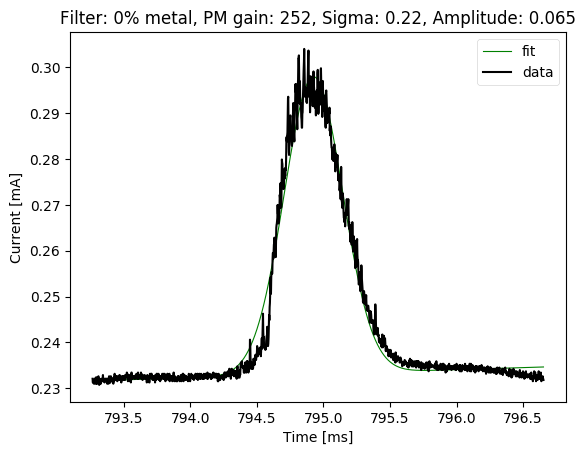 Filter: 0% metal, PM gain: 252, Sigma: 0.22, Amplitude: 0.065
fit
data
0.30
0.29
0.28
0.27
0.26
0.25
0.24
0.23
Current [mA]
793.5 794.0 794.5 795.0 795.5 796.0 796.5
Time [ms]